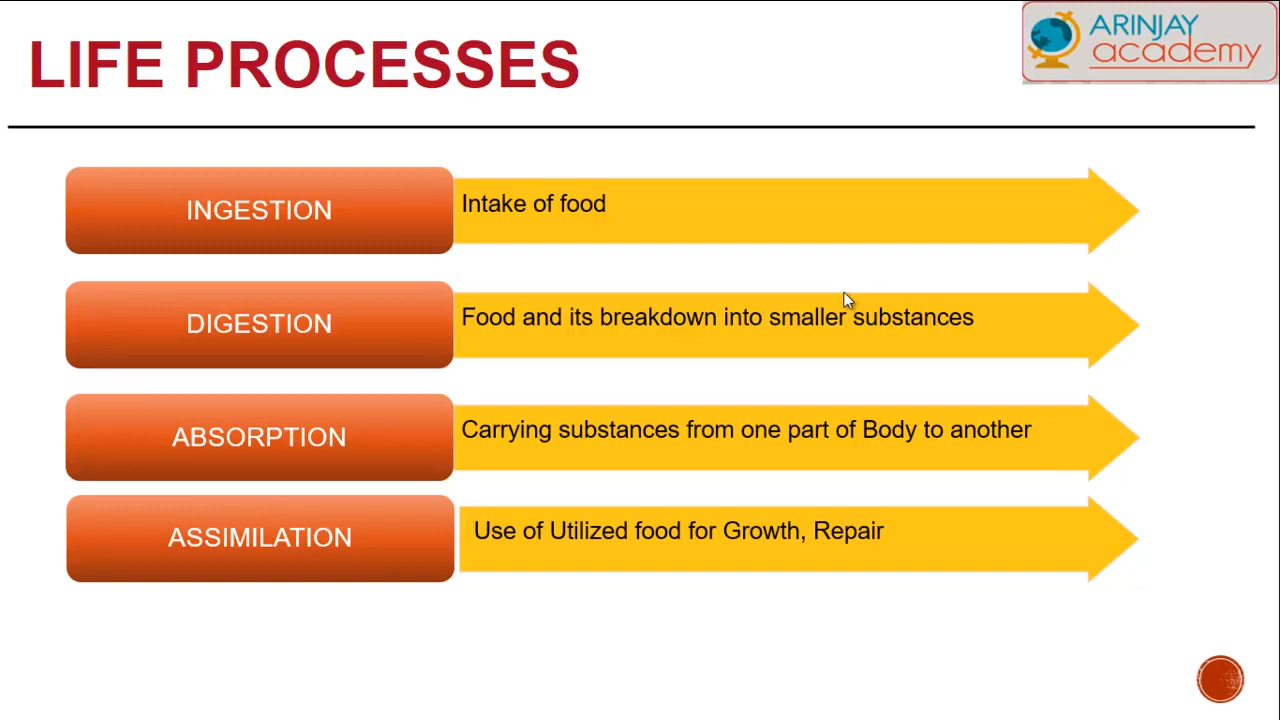 LIFE PROCESSES
ARINJAY
academy
INGESTION
Intake of food
DIGESTION
Food and its breakdown into smaller substances
ABSORPTION
Carrying substances from one part of Body to another
ASSIMILATION
Use of Utilized food for Growth, Repair